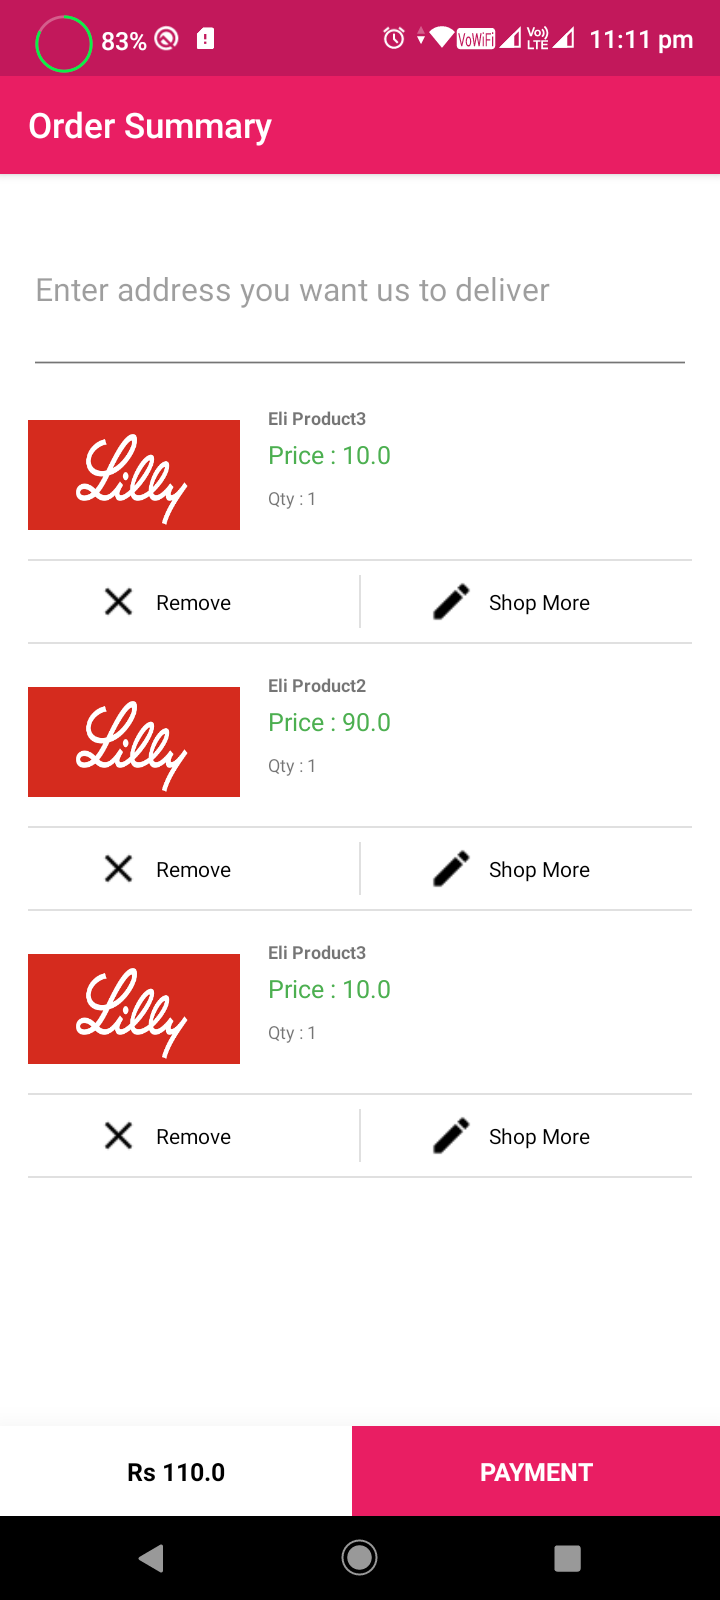 83%
VoWiFi
Vo))
LTE
11:11 pm
Order Summary
Enter address you want us to deliver
Lilly
Eli Product3
Price : 10.0
Qty : 1
Remove
Shop More
Lilly
Eli Product2
Price : 90.0
Qty : 1
Remove
Shop More
Lilly
Eli Product3
Price : 10.0
Qty : 1
Remove
Shop More
Rs 110.0
PAYMENT